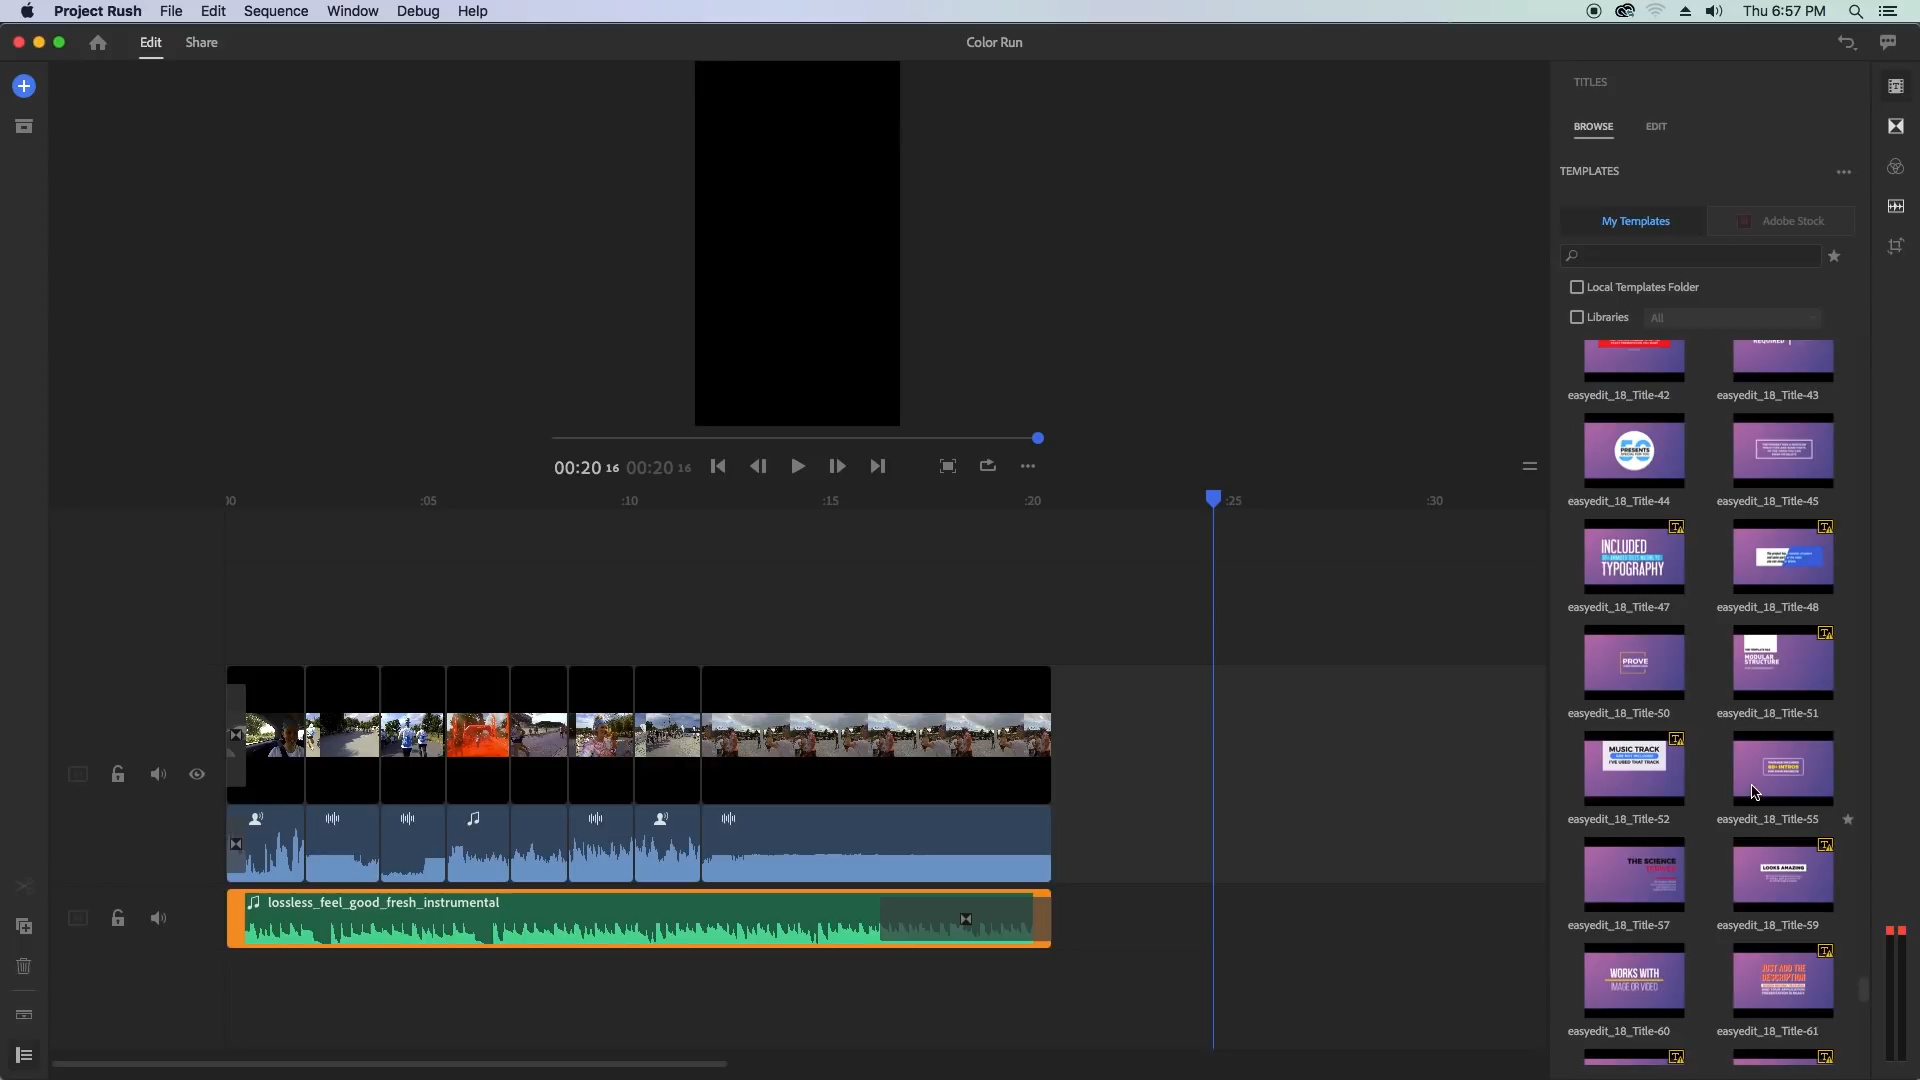 Project Rush File Edit Sequence Window Debug Help Thu 6:57 PM
Edit Share Color Run
TITLES
BROWSE EDIT
TEMPLATES
My Templates Adobe Stock
Local Templates Folder
Libraries All
REQUIRED
easyedit_18_Title-42 easyedit_18_Title-43
PRESENTS
easyedit_18_Title-44 easyedit_18_Title-45
00:20 16 00:20 16
00 :05 :10 :15 :20 :25 :30
INCLUDED
TYPOGRAPHY
easyedit_18_Title-47 easyedit_18_Title-48
PROVE
MODULAR
STRUCTURE
easyedit_18_Title-50 easyedit_18_Title-51
MUSIC TRACK
I'VE USED THAT TRACK
60+ INTROS
easyedit_18_Title-52 easyedit_18_Title-55
THE SCIENCE
LOOKS AMAZING
lossless_feel_good_fresh_instrumental
easyedit_18_Title-57 easyedit_18_Title-59
WORKS WITH
IMAGE OR VIDEO
JUST ADD THE
DESCRIPTION
easyedit_18_Title-60 easyedit_18_Title-61